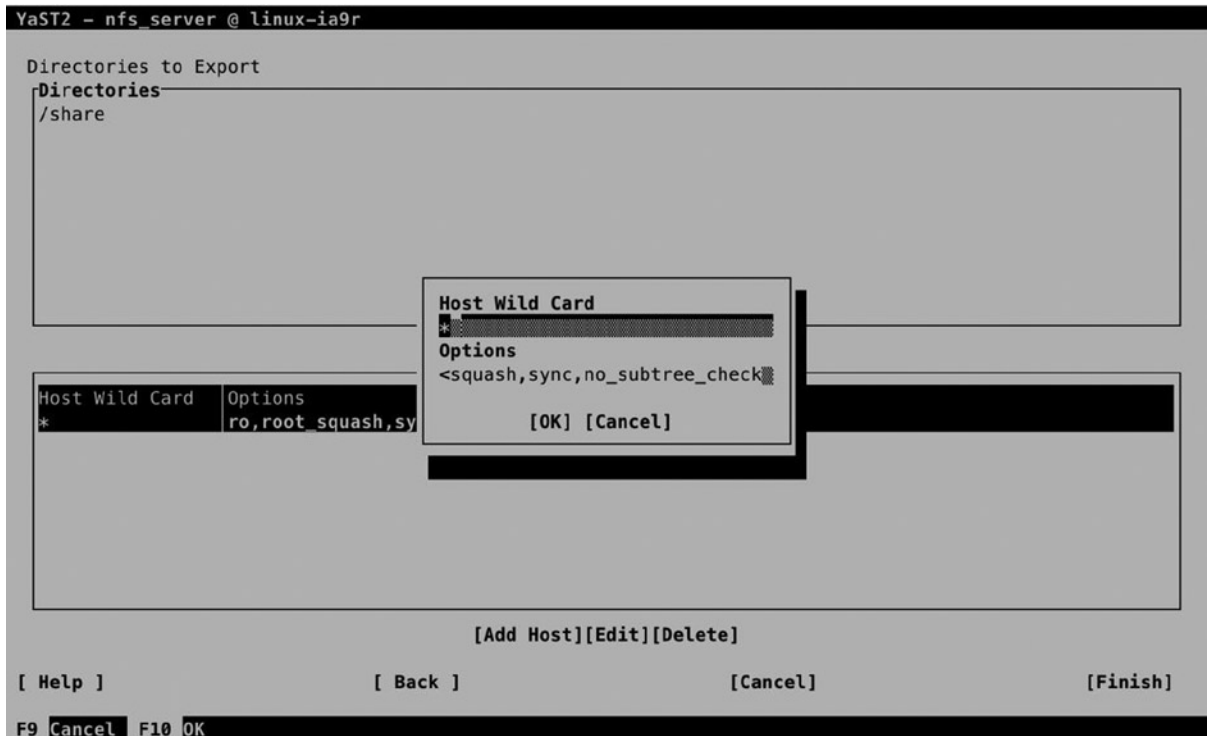 YaST2 – nfs_server @ linux–ia9r
Directories to Export
Directories
/share
Host Wild Card
*
Options
<squash,sync,no_subtree_check
[OK] [Cancel]
Host Wild Card Options
* ro,root_squash,sy
[Add Host][Edit][Delete]
[ Help ] [ Back ] [Cancel] [Finish]
F9 Cancel F10 OK